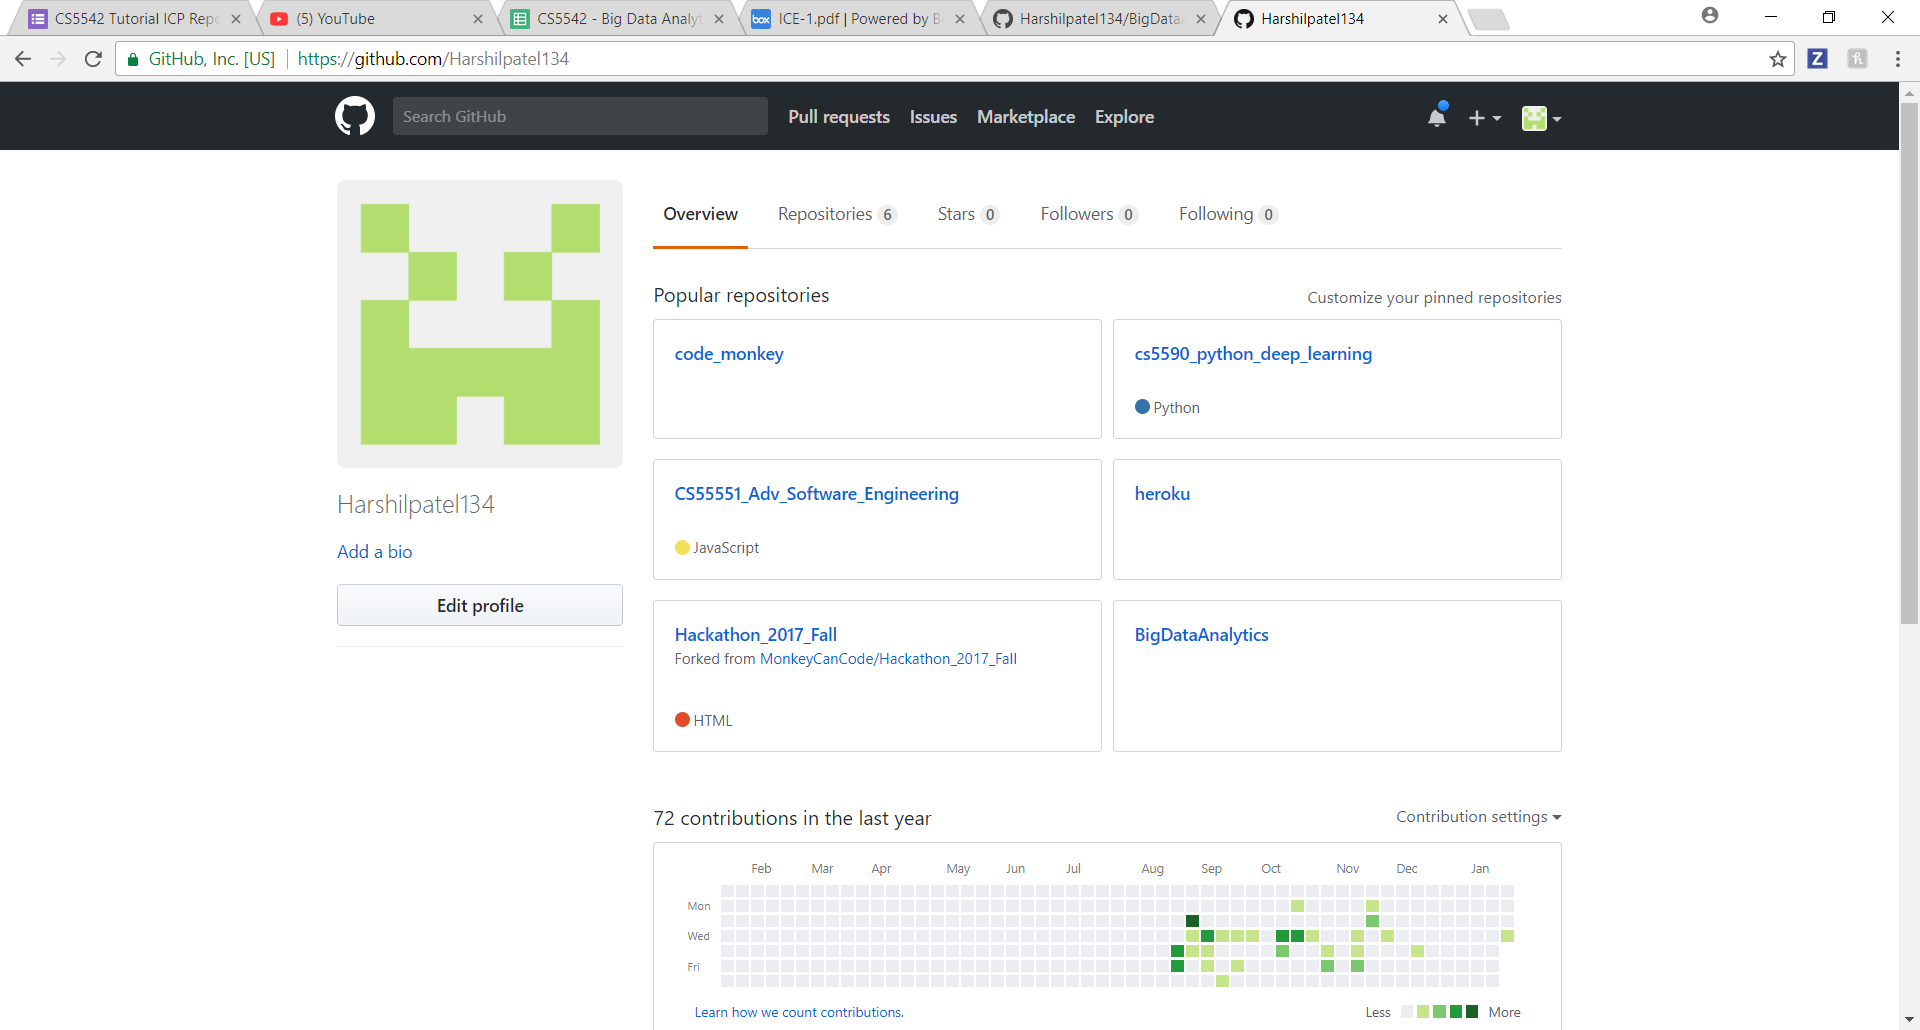 CS5542 Tutorial ICP Repo
(5) YouTube
CS5542 - Big Data Analyt
box
ICE-1.pdf | Powered by B
Harshilpatel134/BigData
Harshilpatel134
GitHub, Inc. [US]
https://github.com/Harshilpatel134
Z
h
Search GitHub
Pull requests
Issues
Marketplace
Explore
Overview
Repositories 6
Stars 0
Followers 0
Following 0
Harshilpatel134
Add a bio
Edit profile
Popular repositories
Customize your pinned repositories
code_monkey
cs5590_python_deep_learning
Python
CS55551_Adv_Software_Engineering
JavaScript
heroku
Hackathon_2017_Fall
Forked from MonkeyCanCode/Hackathon_2017_Fall
HTML
BigDataAnalytics
72 contributions in the last year
Contribution settings
Feb Mar Apr May Jun Jul Aug Sep Oct Nov Dec Jan
Mon
Wed
Fri
Learn how we count contributions.
Less
More